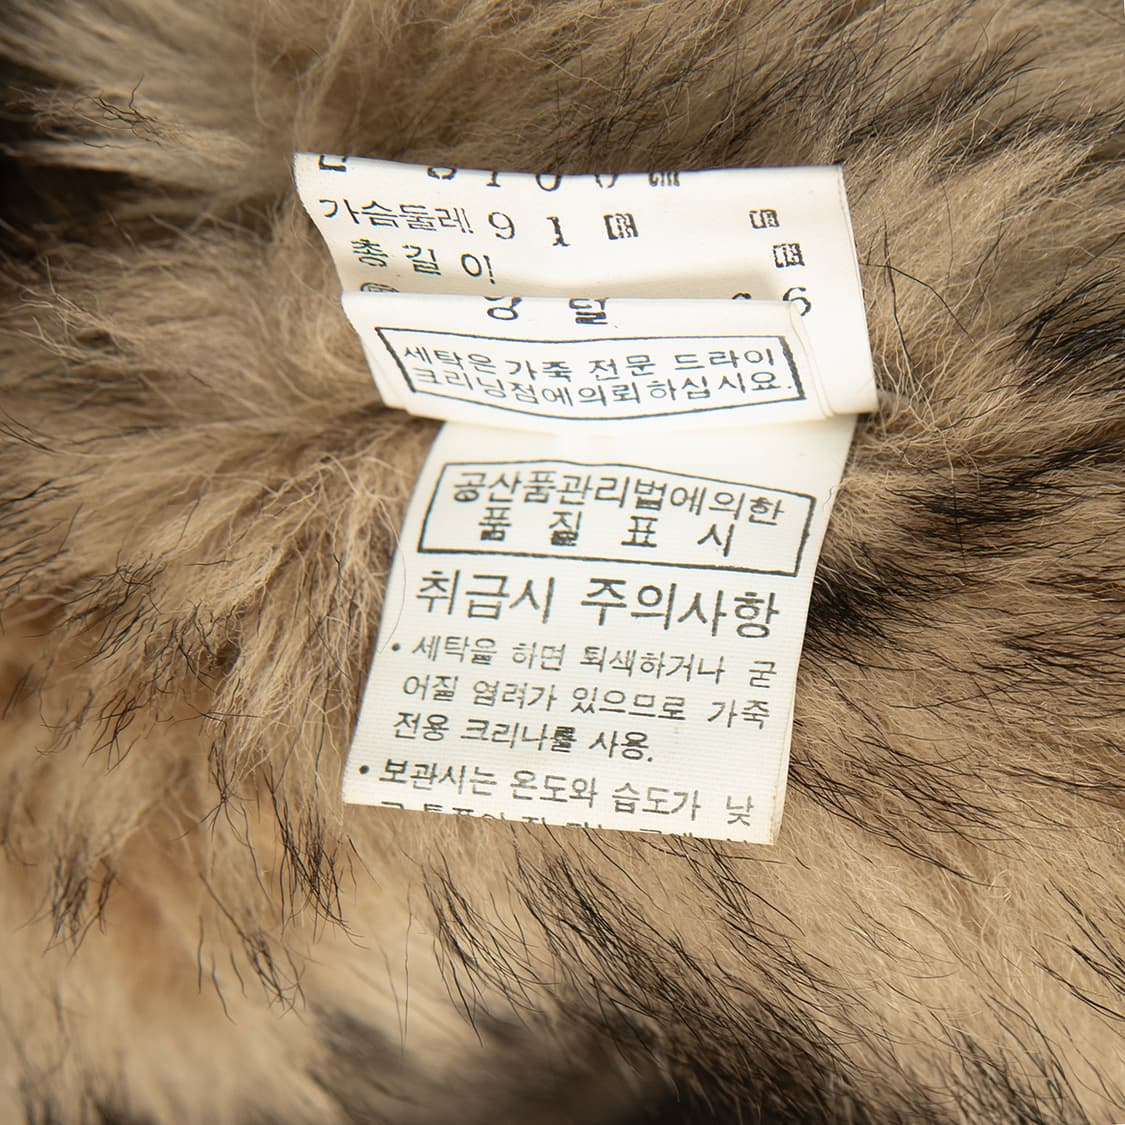 가슴둘레 91 cm cm
총길이 cm
세탁은 가죽 전문 드라이
크리닝점에의뢰하십시요.
공산품관리법에의한
품 질 표 시
취급시 주의사항
• 세탁을 하면 퇴색하거나 굳
어질 염려가 있으므로 가죽
전용 크리나를 사용.
• 보관시는 온도와 습도가 낮